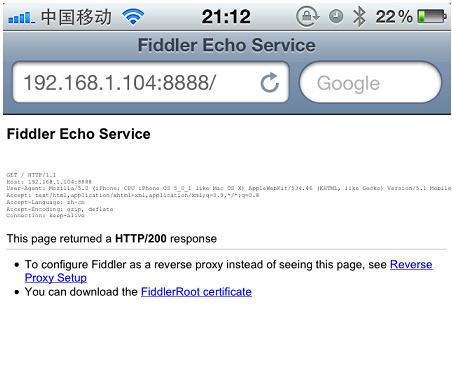 中国移动 21:12 22%
Fiddler Echo Service
192.168.1.104:8888/ Google
Fiddler Echo Service
GET / HTTP/1.1
Host: 192.168.1.104:8888
User-Agent: Mozilla/5.0 (iPhone; CPU iPhone OS 5_0_1 like Mac OS X) AppleWebKit/534.46 (KHTML, like Gecko) Version/5.1 Mobile
Accept: text/html,application/xhtml+xml,application/xml;q=0.9,*/*;q=0.8
Accept-Language: zh-cn
Accept-Encoding: gzip, deflate
Connection: keep-alive
This page returned a HTTP/200 response
• To configure Fiddler as a reverse proxy instead of seeing this page, see Reverse
Proxy Setup
• You can download the FiddlerRoot certificate